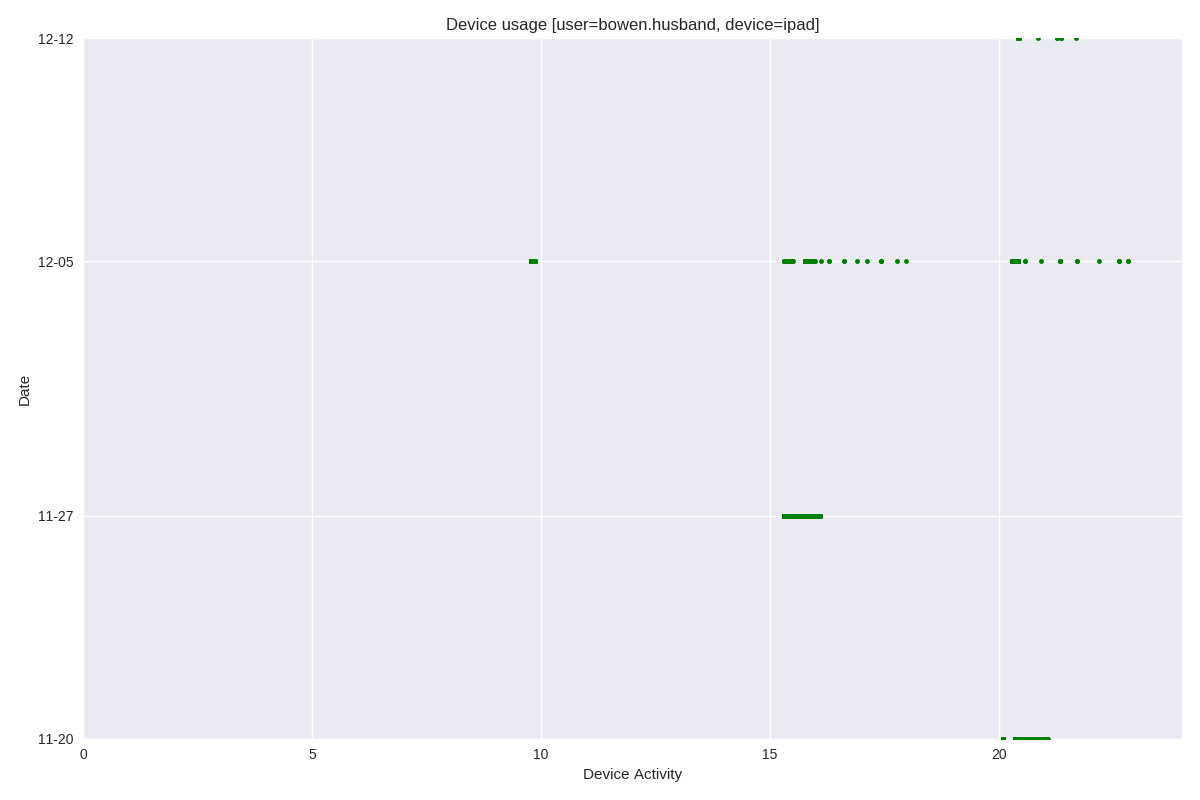 Device usage [user=bowen.husband, device=ipad]
12-12
12-05
Date
11-27
11-20
0 5 10 15 20
Device Activity